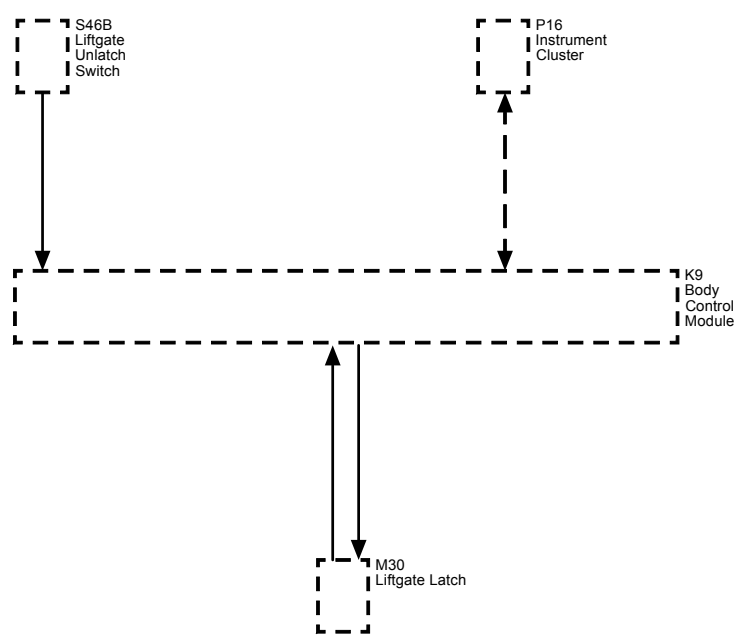 S46B
Liftgate
Unlatch
Switch
P16
Instrument
Cluster
K9
Body
Control
Module
M30
Liftgate Latch